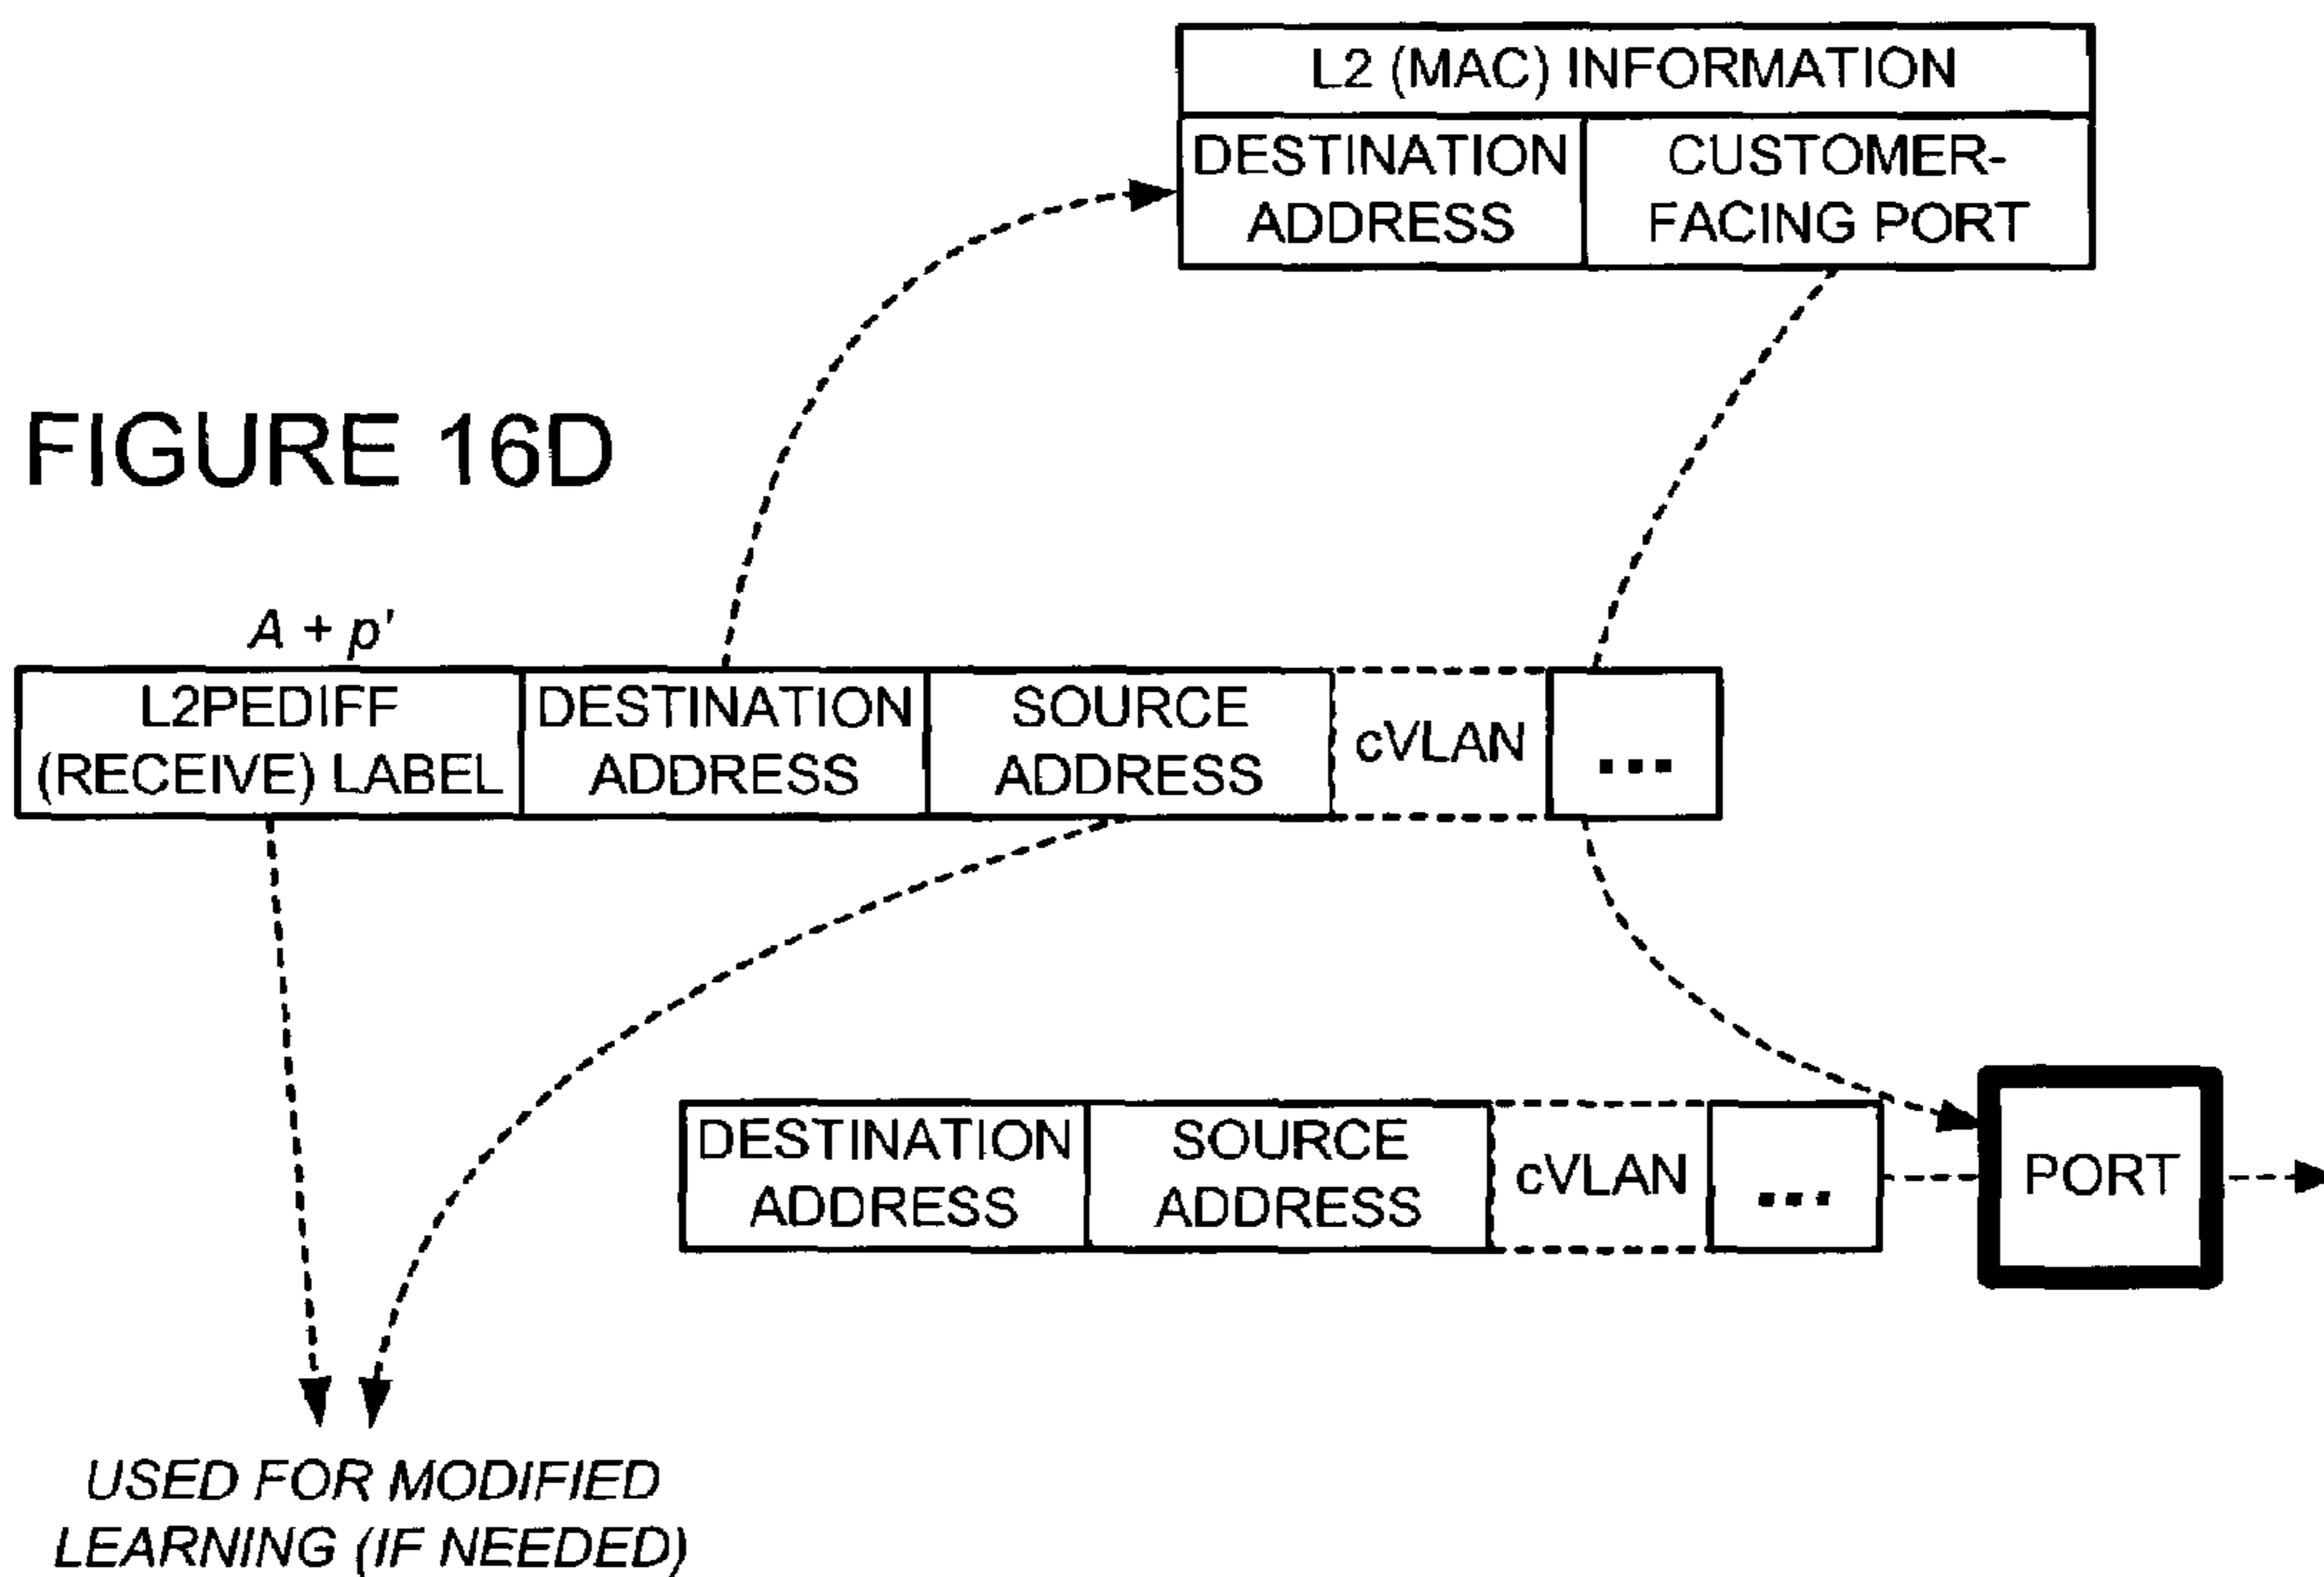 L2 (MAC) INFORMATION
DESTINATION
ADDRESS
CUSTOMER-
FACING PORT
FIGURE 16D
A + p'
L2PEDIFF
(RECEIVE) LABEL
DESTINATION
ADDRESS
SOURCE
ADDRESS
cVLAN
...
DESTINATION
ADDRESS
SOURCE
ADDRESS
cVLAN
...
PORT
USED FOR MODIFIED
LEARNING (IF NEEDED)